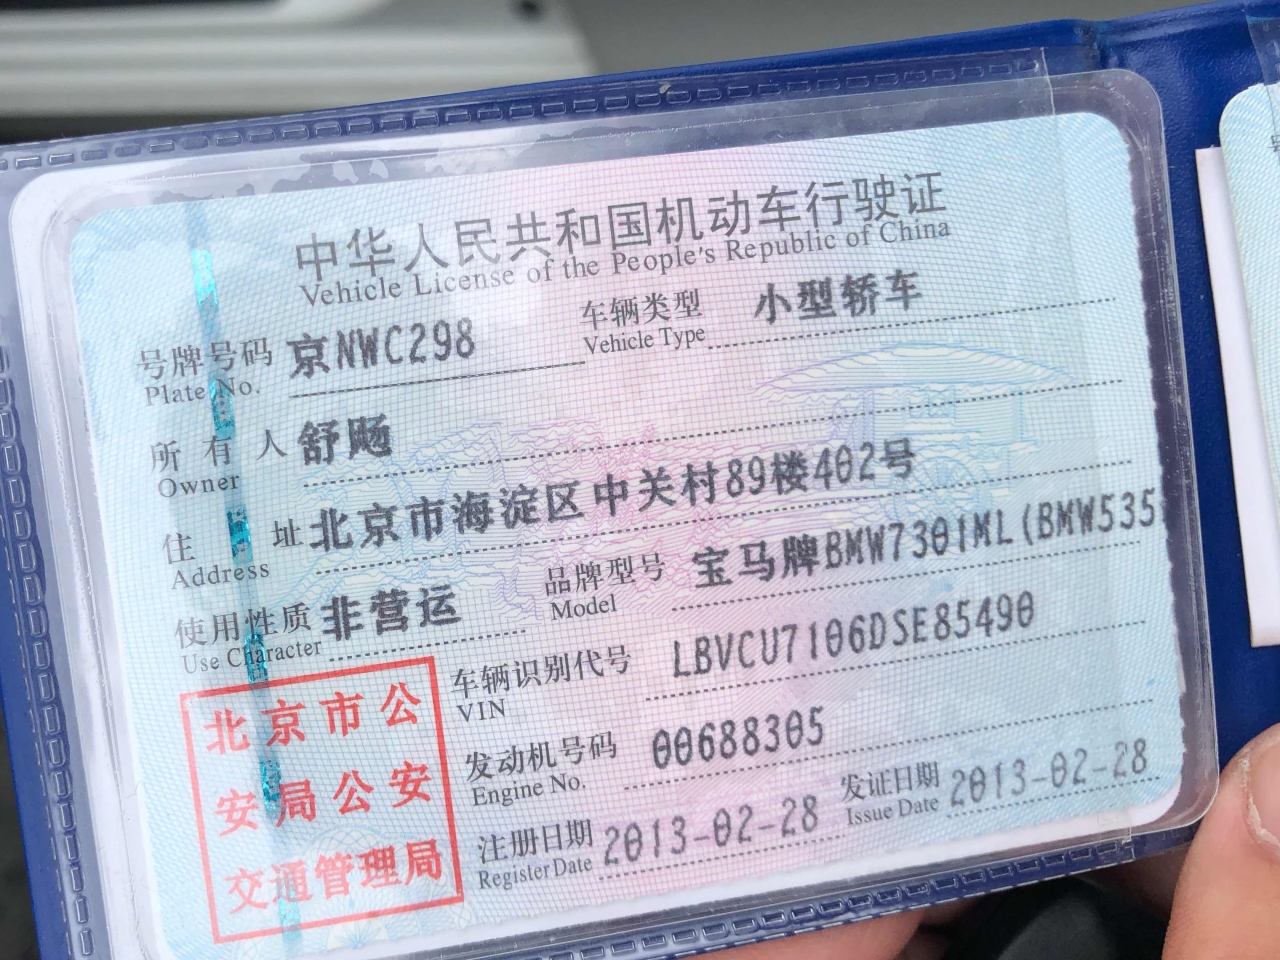 中华人民共和国机动车行驶证
Vehicle License of the People's Republic of China
号牌号码 京NWC298 车辆类型 小型轿车
Plate No. Vehicle Type
所有人 舒飏
Owner
住址 北京市海淀区中关村89楼402号
Address
使用性质 非营运 品牌型号 宝马牌BMW7301ML(BMW535
Use Character Model
车辆识别代号 LBVCU7106DSE85490
VIN
发动机号码 00688305
Engine No.
注册日期 2013-02-28 发证日期 2013-02-28
Register Date Issue Date
北京市公
安局公安
交通管理局